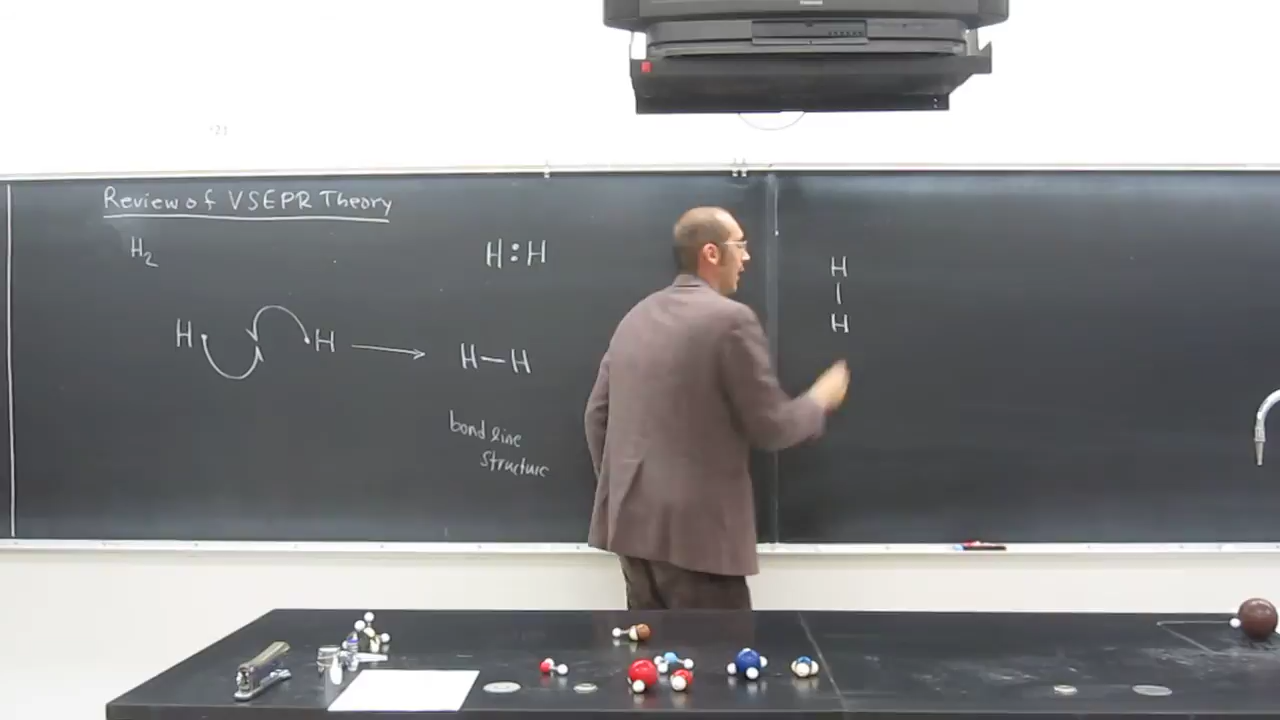 Review of VSEPR Theory
H2
H:H
H H → H-H
bond line
structure
H
|
H